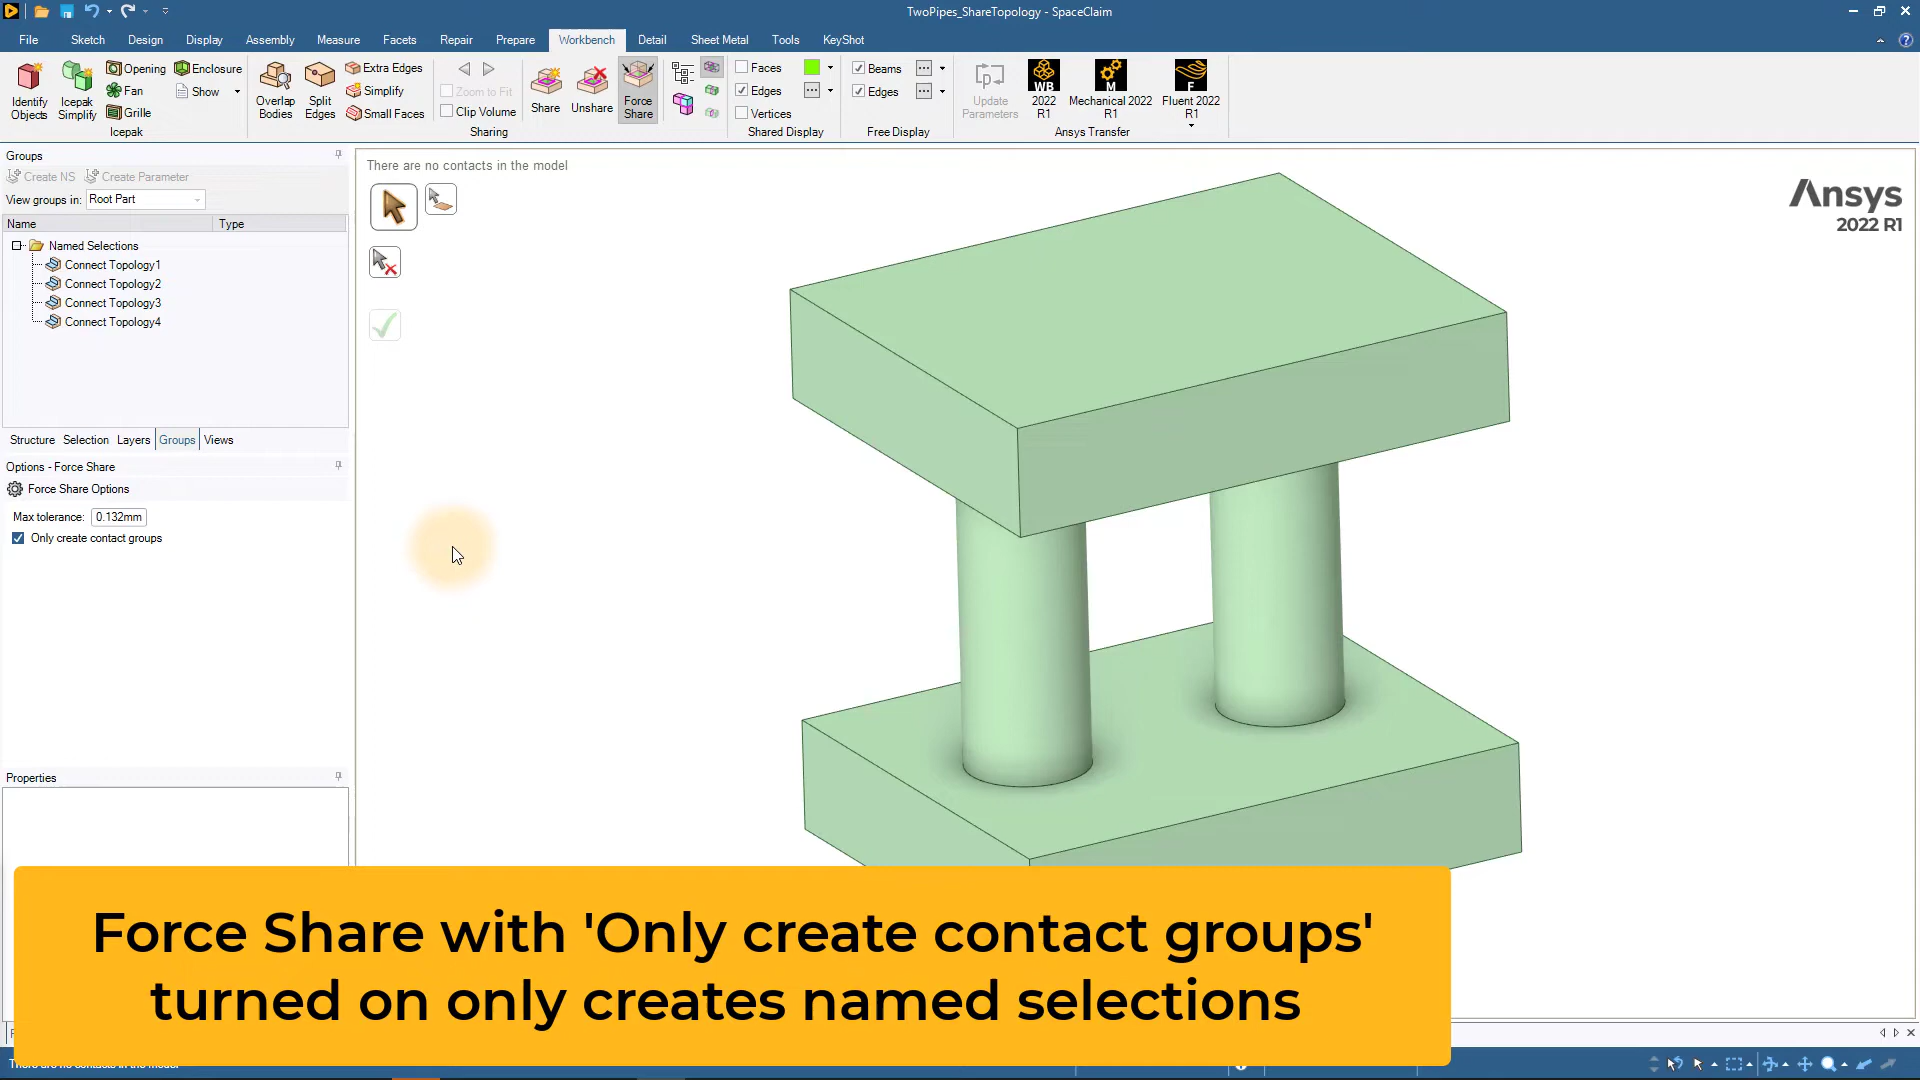 TwoPipes_ShareTopology - SpaceClaim
File Sketch Design Display Assembly Measure Facets Repair Prepare Workbench Detail Sheet Metal Tools KeyShot
Identify Objects
Icepak Simplify
Opening
Fan
Grille
Enclosure
Show
Icepak
Overlap Bodies
Split Edges
Extra Edges
Simplify
Small Faces
Zoom to Fit
Clip Volume
Share
Unshare
Force Share
Sharing
Faces
Edges
Vertices
Shared Display
Beams
Edges
Free Display
Update Parameters
WB
2022 R1
M
Mechanical 2022 R1
F
Fluent 2022 R1
Ansys Transfer
Groups
Create NS Create Parameter
View groups in: Root Part
Name Type
Named Selections
Connect Topology1
Connect Topology2
Connect Topology3
Connect Topology4
Structure Selection Layers Groups Views
Options - Force Share
Force Share Options
Max tolerance: 0.132mm
Only create contact groups
Properties
There are no contacts in the model
Ansys
2022 R1
Force Share with 'Only create contact groups'
turned on only creates named selections